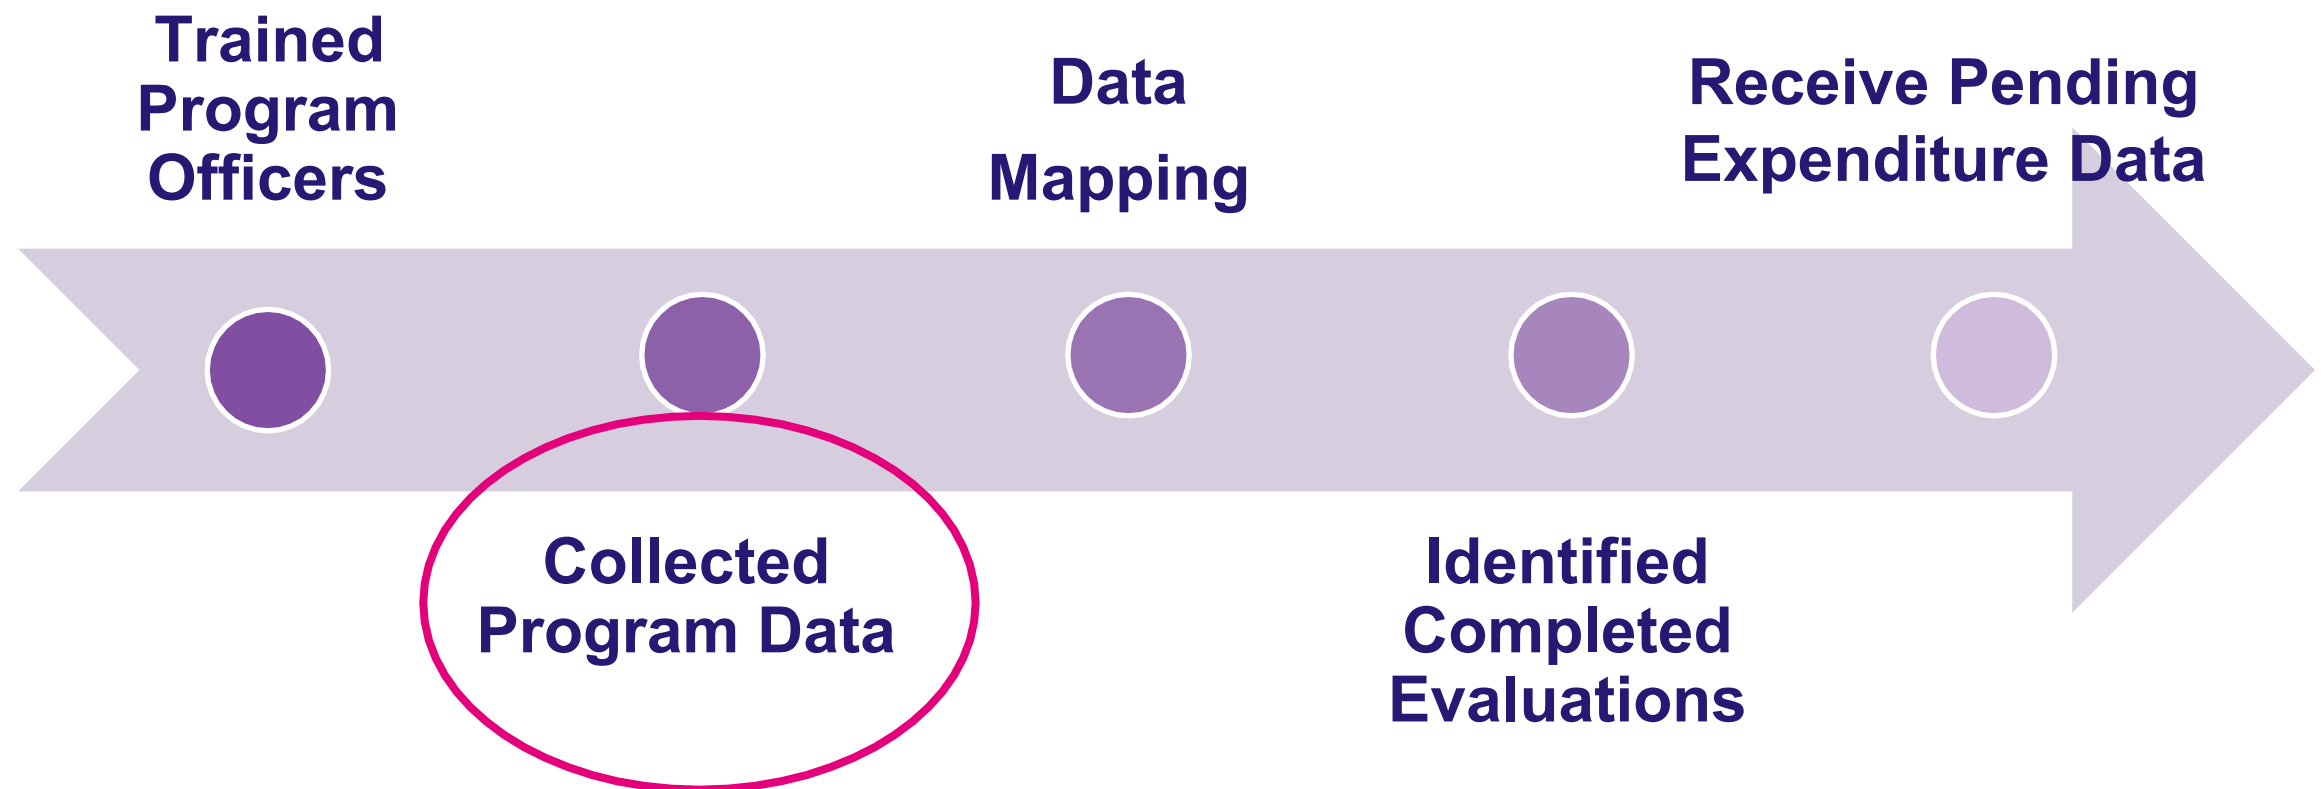 Trained
Program
Officers
Collected
Program Data
Data
Mapping
Identified
Completed
Evaluations
Receive Pending
Expenditure Data